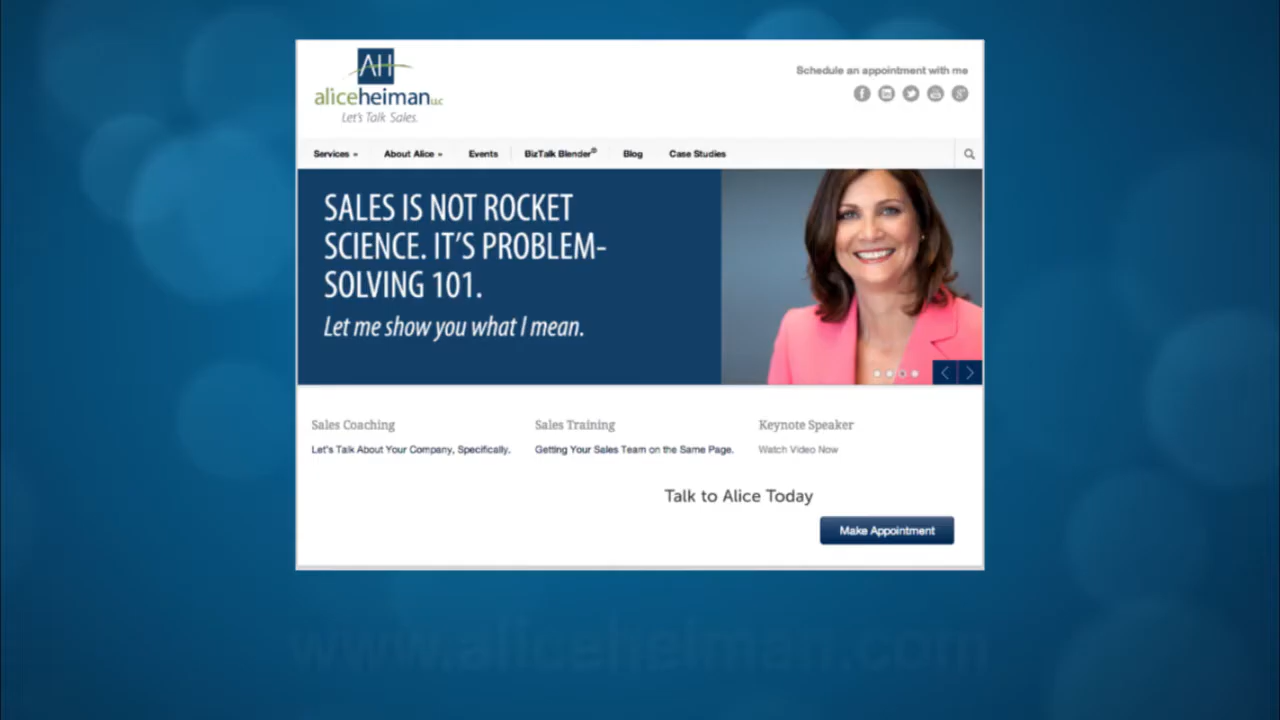 AH
aliceheiman LLC
Let's Talk Sales.
Schedule an appointment with me
Services » About Alice » Events BizTalk Blender® Blog Case Studies
SALES IS NOT ROCKET
SCIENCE. IT'S PROBLEM-
SOLVING 101.
Let me show you what I mean.
Sales Coaching Sales Training Keynote Speaker
Let's Talk About Your Company, Specifically. Getting Your Sales Team on the Same Page. Watch Video Now
Talk to Alice Today
Make Appointment
www.aliceheiman.com